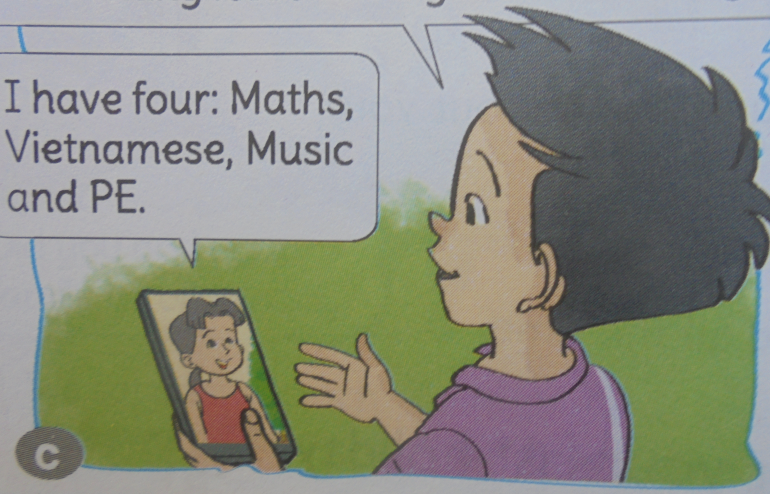 I have four: Maths,
Vietnamese, Music
and PE.
C